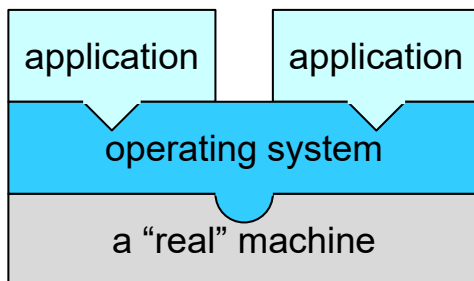 application
application
operating system
a “real” machine